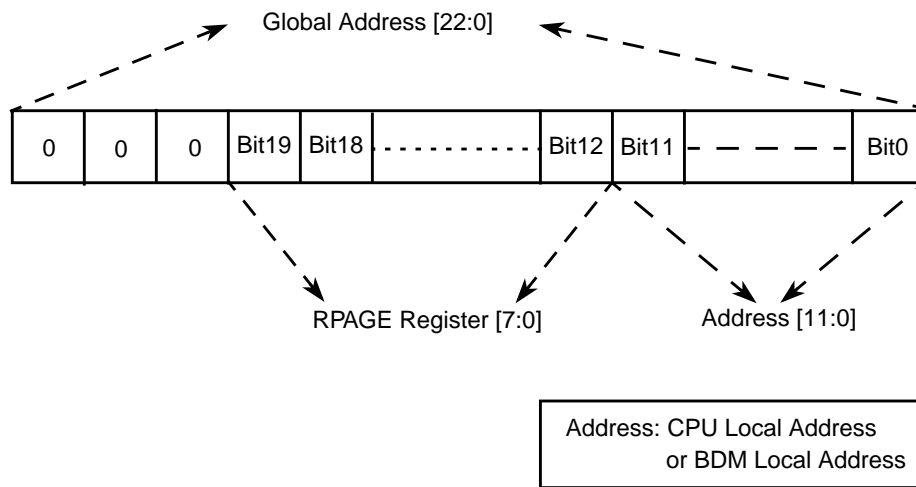 Global Address [22:0]
0 0 0 Bit19 Bit18 Bit12 Bit11 Bit0
RPAGE Register [7:0] Address [11:0]
Address: CPU Local Address
or BDM Local Address